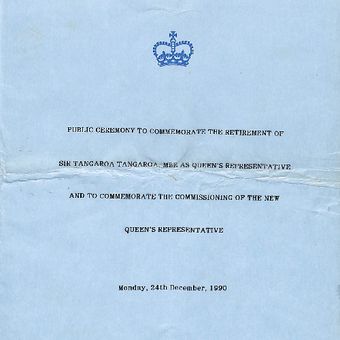 PUBLIC CEREMONY TO COMMEMORATE THE RETIREMENT OF
SIR TANGAROA TANGAROA, MBE AS QUEEN'S REPRESENTATIVE
AND TO COMMEMORATE THE COMMISSIONING OF THE NEW
QUEEN'S REPRESENTATIVE
Monday, 24th December, 1990